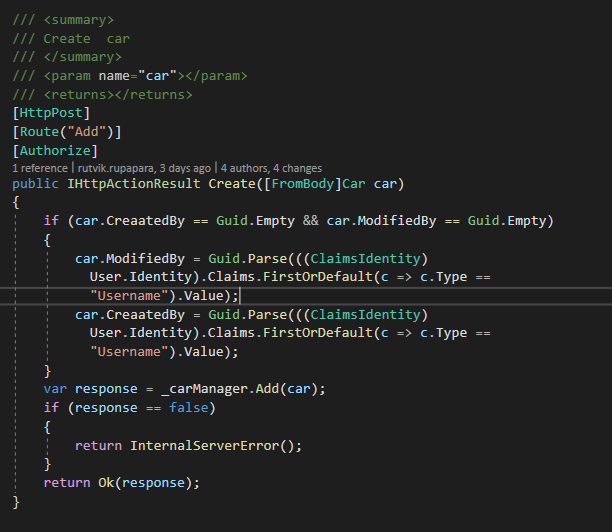 /// <summary>
/// Create  car
/// </summary>
/// <param name="car"></param>
/// <returns></returns>
[HttpPost]
[Route("Add")]
[Authorize]
1 reference | rutvik.rupapara, 3 days ago | 4 authors, 4 changes
public IHttpActionResult Create([FromBody]Car car)
{
    if (car.CreaatedBy == Guid.Empty && car.ModifiedBy == Guid.Empty)
    {
        car.ModifiedBy = Guid.Parse(((ClaimsIdentity)
          User.Identity).Claims.FirstOrDefault(c => c.Type ==
          "Username").Value);
        car.CreaatedBy = Guid.Parse(((ClaimsIdentity)
          User.Identity).Claims.FirstOrDefault(c => c.Type ==
          "Username").Value);
    }
    var response = _carManager.Add(car);
    if (response == false)
    {
        return InternalServerError();
    }
    return Ok(response);
}